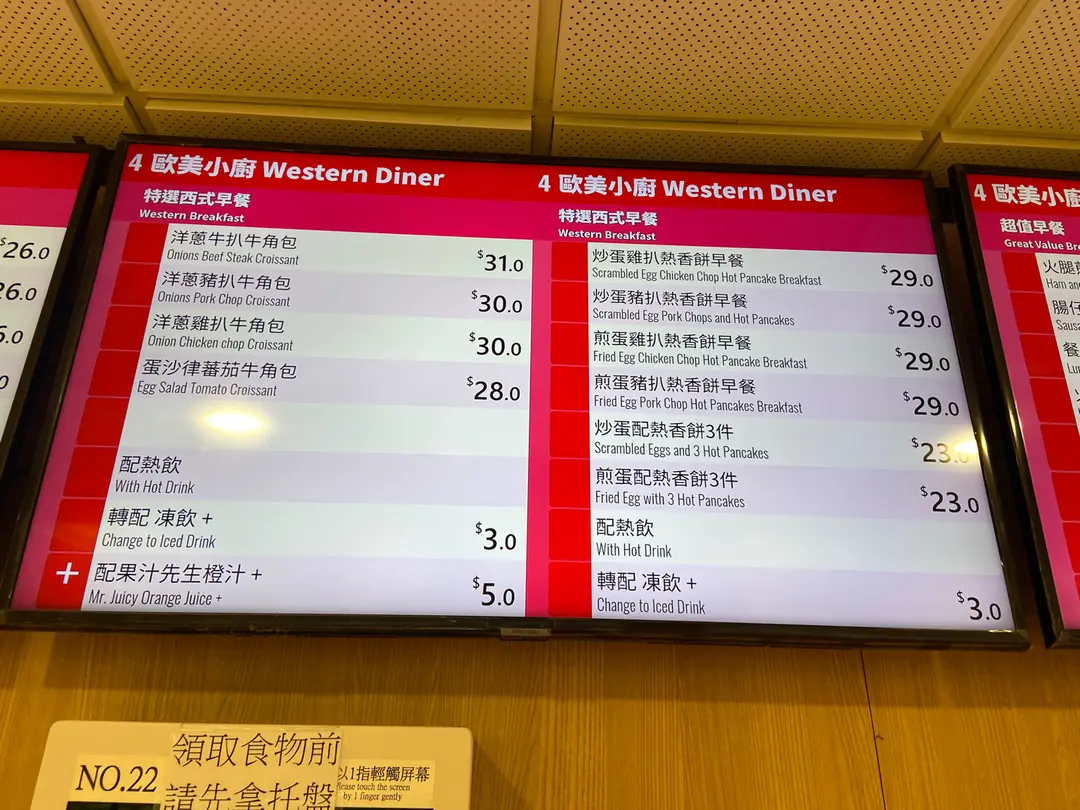 $26.0
26.0
4 歐美小廚 Western Diner
特選西式早餐
Western Breakfast
洋蔥牛扒牛角包
Onions Beef Steak Croissant
$31.0
洋蔥豬扒牛角包
Onions Pork Chop Croissant
$30.0
洋蔥雞扒牛角包
Onion Chicken chop Croissant
$30.0
蛋沙律蕃茄牛角包
Egg Salad Tomato Croissant
$28.0
配熱飲
With Hot Drink
轉配 凍飲 +
Change to Iced Drink
$3.0
+
配果汁先生橙汁 +
Mr. Juicy Orange Juice +
$5.0
4 歐美小廚 Western Diner
特選西式早餐
Western Breakfast
炒蛋雞扒熱香餅早餐
Scrambled Egg Chicken Chop Hot Pancake Breakfast
$29.0
炒蛋豬扒熱香餅早餐
Scrambled Egg Pork Chops and Hot Pancakes
$29.0
煎蛋雞扒熱香餅早餐
Fried Egg Chicken Chop Hot Pancake Breakfast
$29.0
煎蛋豬扒熱香餅早餐
Fried Egg Pork Chop Hot Pancakes Breakfast
$29.0
炒蛋配熱香餅3件
Scrambled Eggs and 3 Hot Pancakes
$23.0
煎蛋配熱香餅3件
Fried Egg with 3 Hot Pancakes
$23.0
配熱飲
With Hot Drink
轉配 凍飲 +
Change to Iced Drink
$3.0
4 歐美小廚
超值早餐
Great Value
火腿
Ham
腸仔
餐
NO.22
領取食物前
請先拿托盤
以1指輕觸屏幕
Please touch the screen
by 1 finger gently